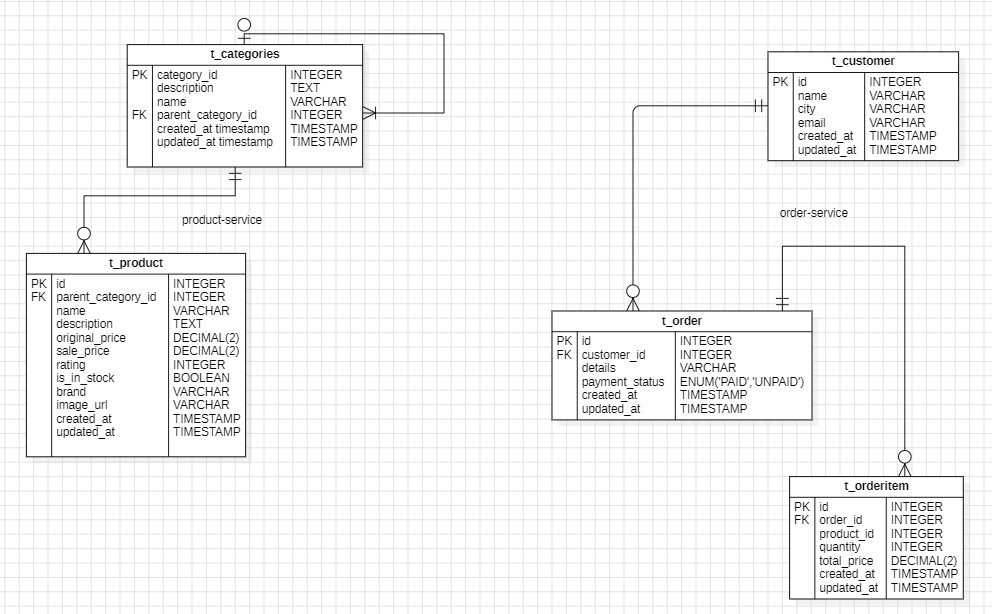 t_categories
PK category_id INTEGER
description TEXT
name VARCHAR
FK parent_category_id INTEGER
created_at timestamp TIMESTAMP
updated_at timestamp TIMESTAMP
product-service
t_product
PK id INTEGER
FK parent_category_id INTEGER
name VARCHAR
description TEXT
original_price DECIMAL(2)
sale_price DECIMAL(2)
rating INTEGER
is_in_stock BOOLEAN
brand VARCHAR
image_url VARCHAR
created_at TIMESTAMP
updated_at TIMESTAMP
t_customer
PK id INTEGER
name VARCHAR
city VARCHAR
email VARCHAR
created_at TIMESTAMP
updated_at TIMESTAMP
order-service
t_order
PK id INTEGER
FK customer_id INTEGER
details VARCHAR
payment_status ENUM('PAID','UNPAID')
created_at TIMESTAMP
updated_at TIMESTAMP
t_orderitem
PK id INTEGER
FK order_id INTEGER
product_id INTEGER
quantity INTEGER
total_price DECIMAL(2)
created_at TIMESTAMP
updated_at TIMESTAMP